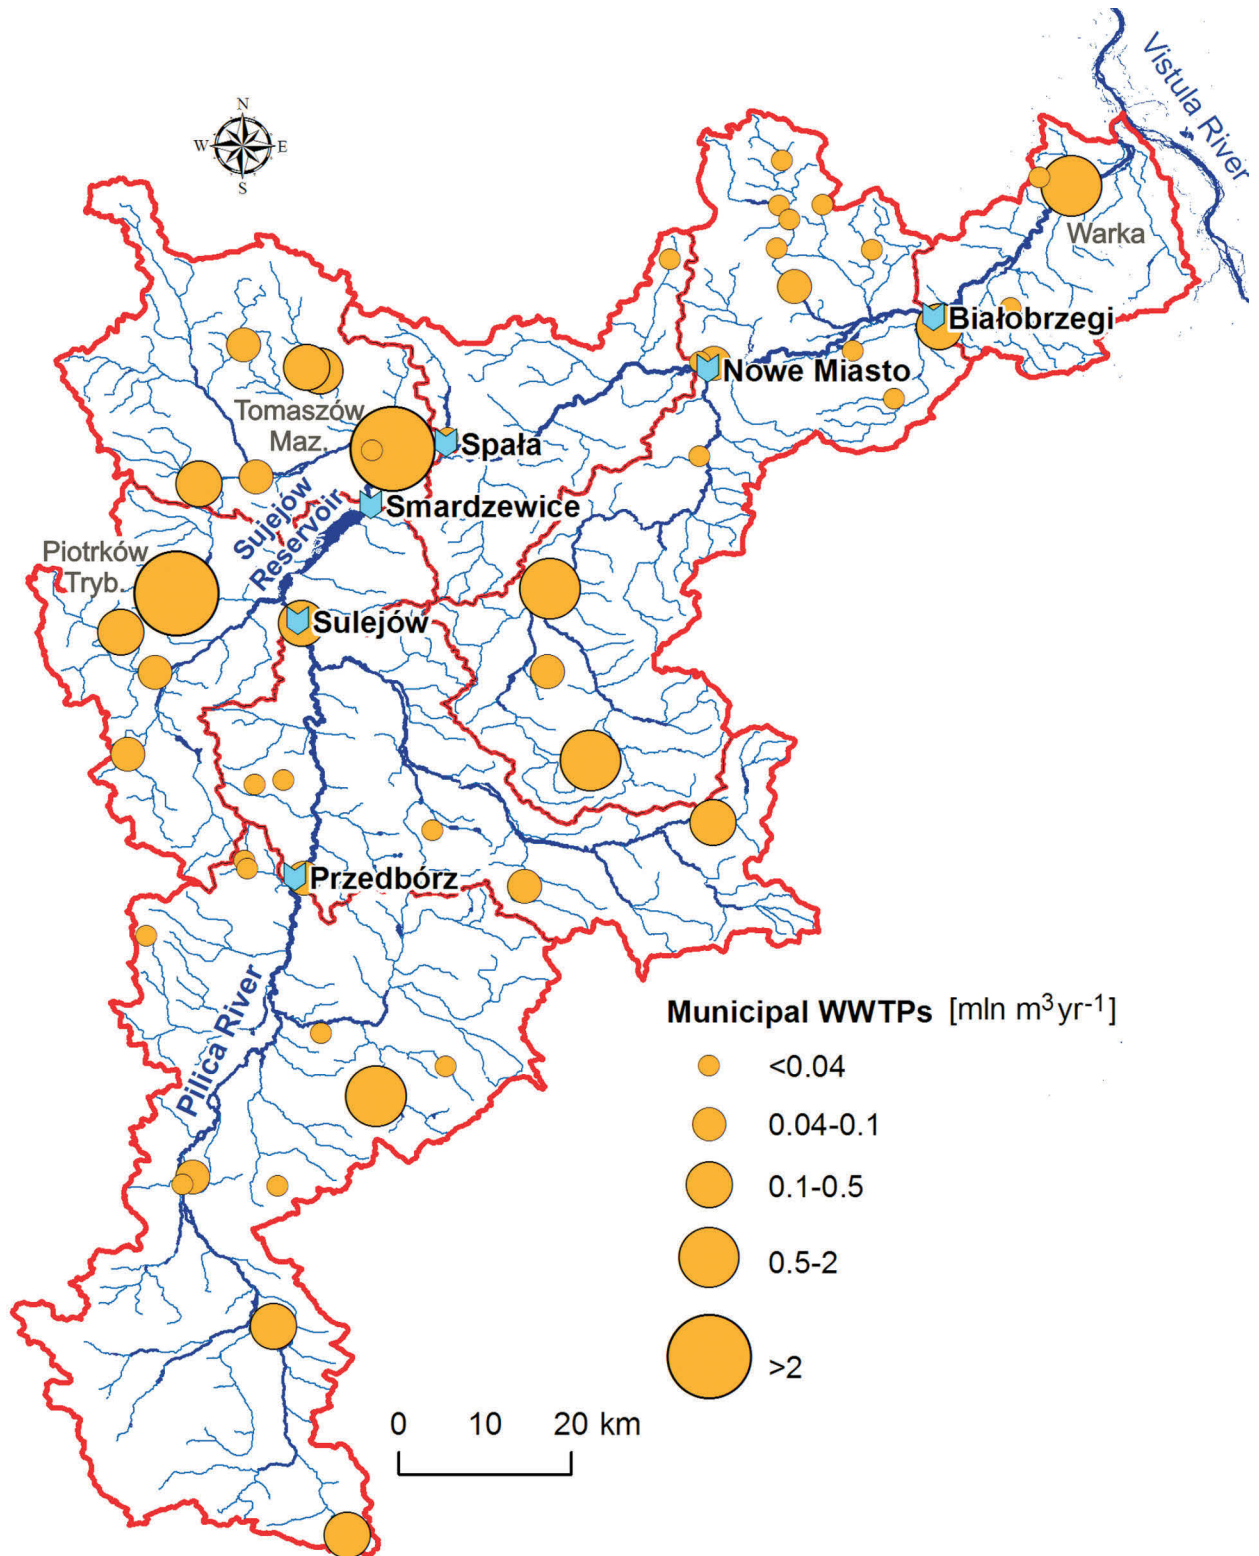 N
W E
S
Vistula River
Warka
Białobrzegi
Nowe Miasto
Tomaszów
Maz.
Spała
Smardzewice
Sujejów
Reservoir
Piotrków
Tryb.
Sulejów
Przedbórz
Pilica River
Municipal WWTPs [mln m³yr⁻¹]
<0.04
0.04-0.1
0.1-0.5
0.5-2
>2
0 10 20 km